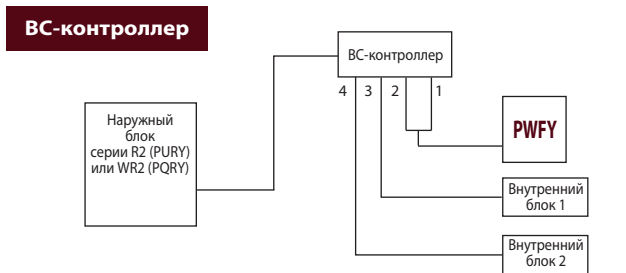 ВС-контроллер
ВС-контроллер
4 3 2 1
Наружный
блок
серии R2 (PURY)
или WR2 (PQRY)
PWFY
Внутренний
блок 1
Внутренний
блок 2